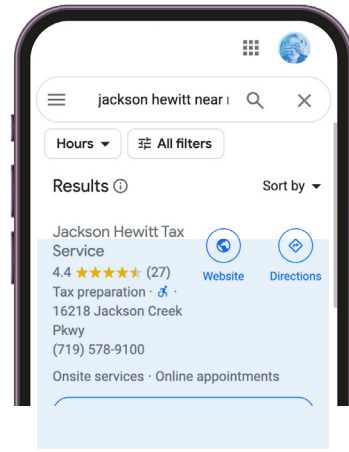 jackson hewitt near
Hours
All filters
Results
Sort by
Jackson Hewitt Tax
Service
4.4 (27)
Website
Directions
Tax preparation ·
16218 Jackson Creek
Pkwy
(719) 578-9100
Onsite services · Online appointments